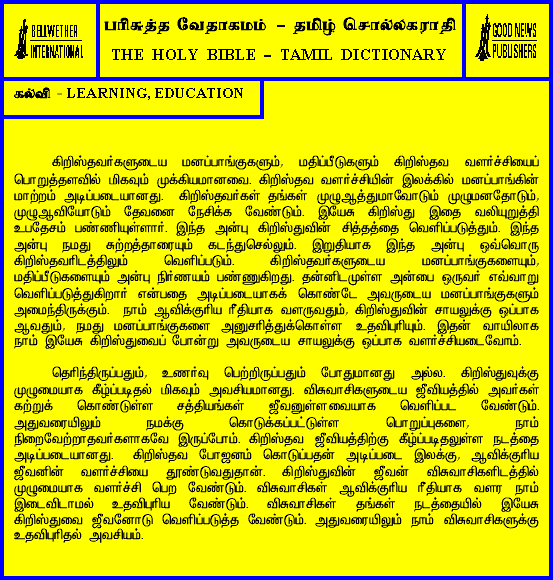 BELLWETHER
INTERNATIONAL
பரிசுத்த வேதாகமம் – தமிழ் சொல்லகராதி
THE HOLY BIBLE – TAMIL DICTIONARY
GOOD NEWS
PUBLISHERS
கல்வி - LEARNING, EDUCATION
கிறிஸ்தவர்களுடைய மனப்பாங்குகளும், மதிப்பீடுகளும் கிறிஸ்தவ வளர்ச்சியைப்
பொறுத்தளவில் மிகவும் முக்கியமானவை. கிறிஸ்தவ வளர்ச்சியின் இலக்கில் மனப்பாங்கின்
மாற்றம் அடிப்படையானது. கிறிஸ்தவர்கள் தங்கள் முழுஆத்துமாவோடும் முழுமனதோடும்,
முழுஆவியோடும் தேவனை நேசிக்க வேண்டும். இயேசு கிறிஸ்து இதை வலியுறுத்தி
உபதேசம் பண்ணியுள்ளார். இந்த அன்பு கிறிஸ்துவின் சித்தத்தை வெளிப்படுத்தும். இந்த
அன்பு நமது சுற்றத்தாரையும் கடந்துசெல்லும். இறுதியாக இந்த அன்பு ஒவ்வொரு
கிறிஸ்தவரிடத்திலும் வெளிப்படும். கிறிஸ்தவர்களுடைய மனப்பாங்குகளையும்,
மதிப்பீடுகளையும் அன்பு நிர்ணயம் பண்ணுகிறது. தன்னிடமுள்ள அன்பை ஒருவர் எவ்வாறு
வெளிப்படுத்துகிறார் என்பதை அடிப்படையாகக் கொண்டே அவருடைய மனப்பாங்குகளும்
அமைந்திருக்கும். நாம் ஆவிக்குரிய ரீதியாக வளருவதும், கிறிஸ்துவின் சாயலுக்கு ஒப்பாக
ஆவதும், நமது மனப்பாங்குகளை அனுசரித்துக்கொள்ள உதவிபுரியும். இதன் வாயிலாக
நாம் இயேசு கிறிஸ்துவைப் போன்று அவருடைய சாயலுக்கு ஒப்பாக வளர்ச்சியடைவோம்.
தெரிந்திருப்பதும், உணர்வு பெற்றிருப்பதும் போதுமானது அல்ல. கிறிஸ்துவுக்கு
முழுமையாக கீழ்ப்படிதல் மிகவும் அவசியமானது. விசுவாசிகளுடைய ஜீவியத்தில் அவர்கள்
கற்றுக் கொண்டுள்ள சத்தியங்கள் ஜீவனுள்ளவையாக வெளிப்பட வேண்டும்.
அதுவரையிலும் நமக்கு கொடுக்கப்பட்டுள்ள பொறுப்புகளை, நாம்
நிறைவேற்றாதவர்களாகவே இருப்போம். கிறிஸ்தவ ஜீவியத்திற்கு கீழ்ப்படிதலுள்ள நடத்தை
அடிப்படையானது. கிறிஸ்தவ போஜனம் கொடுப்பதன் அடிப்படை இலக்கு, ஆவிக்குரிய
ஜீவனின் வளர்ச்சியை தூண்டுவதுதான். கிறிஸ்துவின் ஜீவன் விசுவாசிகளிடத்தில்
முழுமையாக வளர்ச்சி பெற வேண்டும். விசுவாசிகள் ஆவிக்குரிய ரீதியாக வளர நாம்
இடைவிடாமல் உதவிபுரிய வேண்டும். விசுவாசிகள் தங்கள் நடத்தையில் இயேசு
கிறிஸ்துவை ஜீவனோடு வெளிப்படுத்த வேண்டும். அதுவரையிலும் நாம் விசுவாசிகளுக்கு
உதவிபுரிதல் அவசியம்.